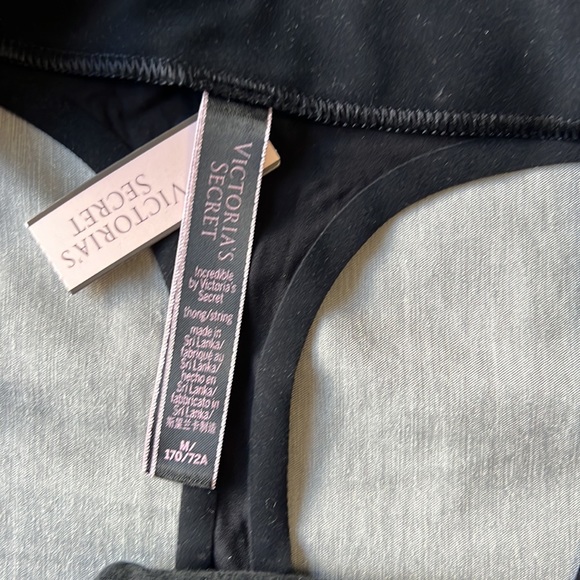 VICTORIA'S
SECRET
VICTORIA'S
SECRET
Incredible
by Victoria's
Secret
thong/string
made in
Sri Lanka/
fabriqué au
Sri Lanka/
hecho en
Sri Lanka/
fabbricato in
Sri Lanka/
斯里兰卡制造
M/
170/72A